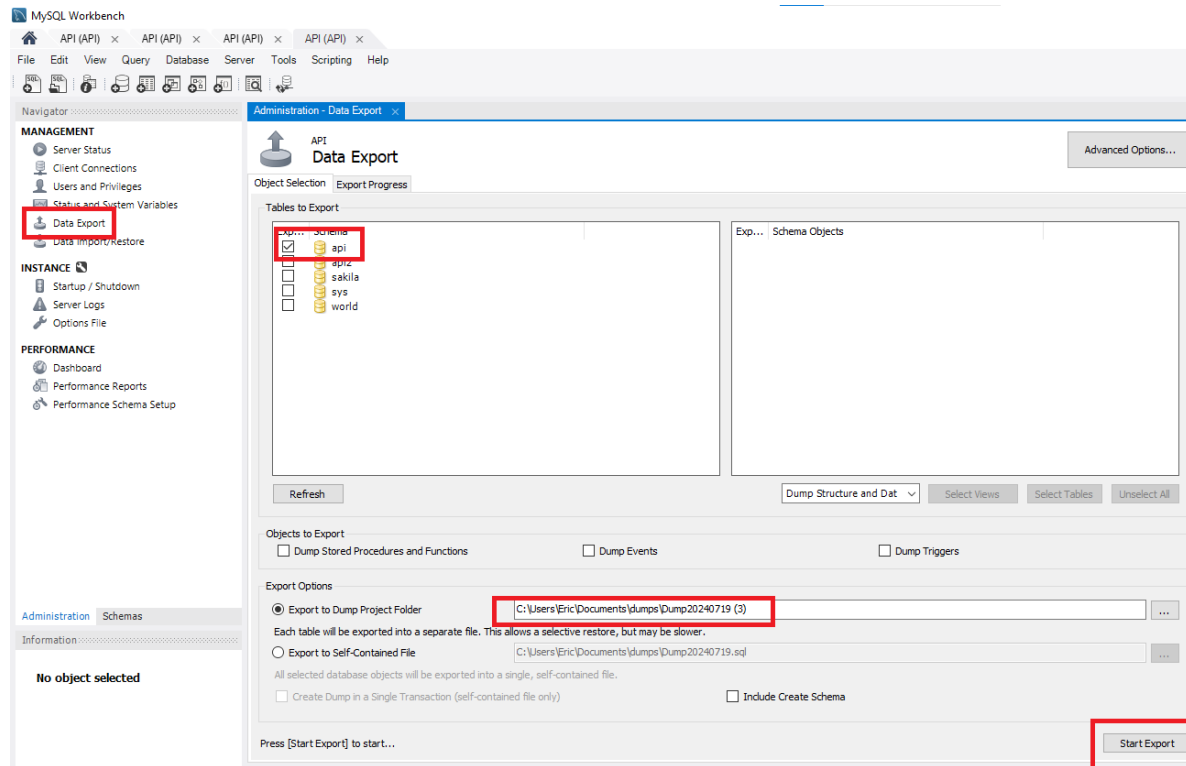 MySQL Workbench
API (API) × API (API) × API (API) × API (API) ×
File Edit View Query Database Server Tools Scripting Help
Navigator
MANAGEMENT
Server Status
Client Connections
Users and Privileges
Status and System Variables
Data Export
Data Import/Restore
INSTANCE
Startup / Shutdown
Server Logs
Options File
PERFORMANCE
Dashboard
Performance Reports
Performance Schema Setup
Administration Schemas
Information
No object selected
Administration - Data Export ×
API
Data Export
Advanced Options...
Object Selection Export Progress
Tables to Export
Exp... Schema
api
api2
sakila
sys
world
Exp... Schema Objects
Refresh
Dump Structure and Dat
Select Views
Select Tables
Unselect All
Objects to Export
Dump Stored Procedures and Functions
Dump Events
Dump Triggers
Export Options
Export to Dump Project Folder
C:\Users\Eric\Documents\dumps\Dump20240719 (3)
...
Each table will be exported into a separate file. This allows a selective restore, but may be slower.
Export to Self-Contained File
C:\Users\Eric\Documents\dumps\Dump20240719.sql
...
All selected database objects will be exported into a single, self-contained file.
Create Dump in a Single Transaction (self-contained file only)
Include Create Schema
Press [Start Export] to start...
Start Export